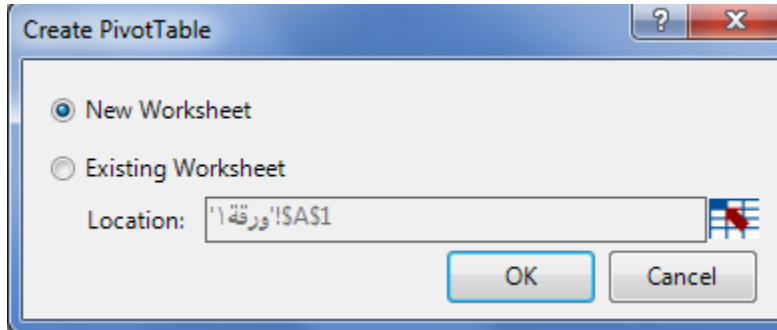 Create PivotTable
New Worksheet
Existing Worksheet
Location: 'ورقة١'!$A$1
OK Cancel